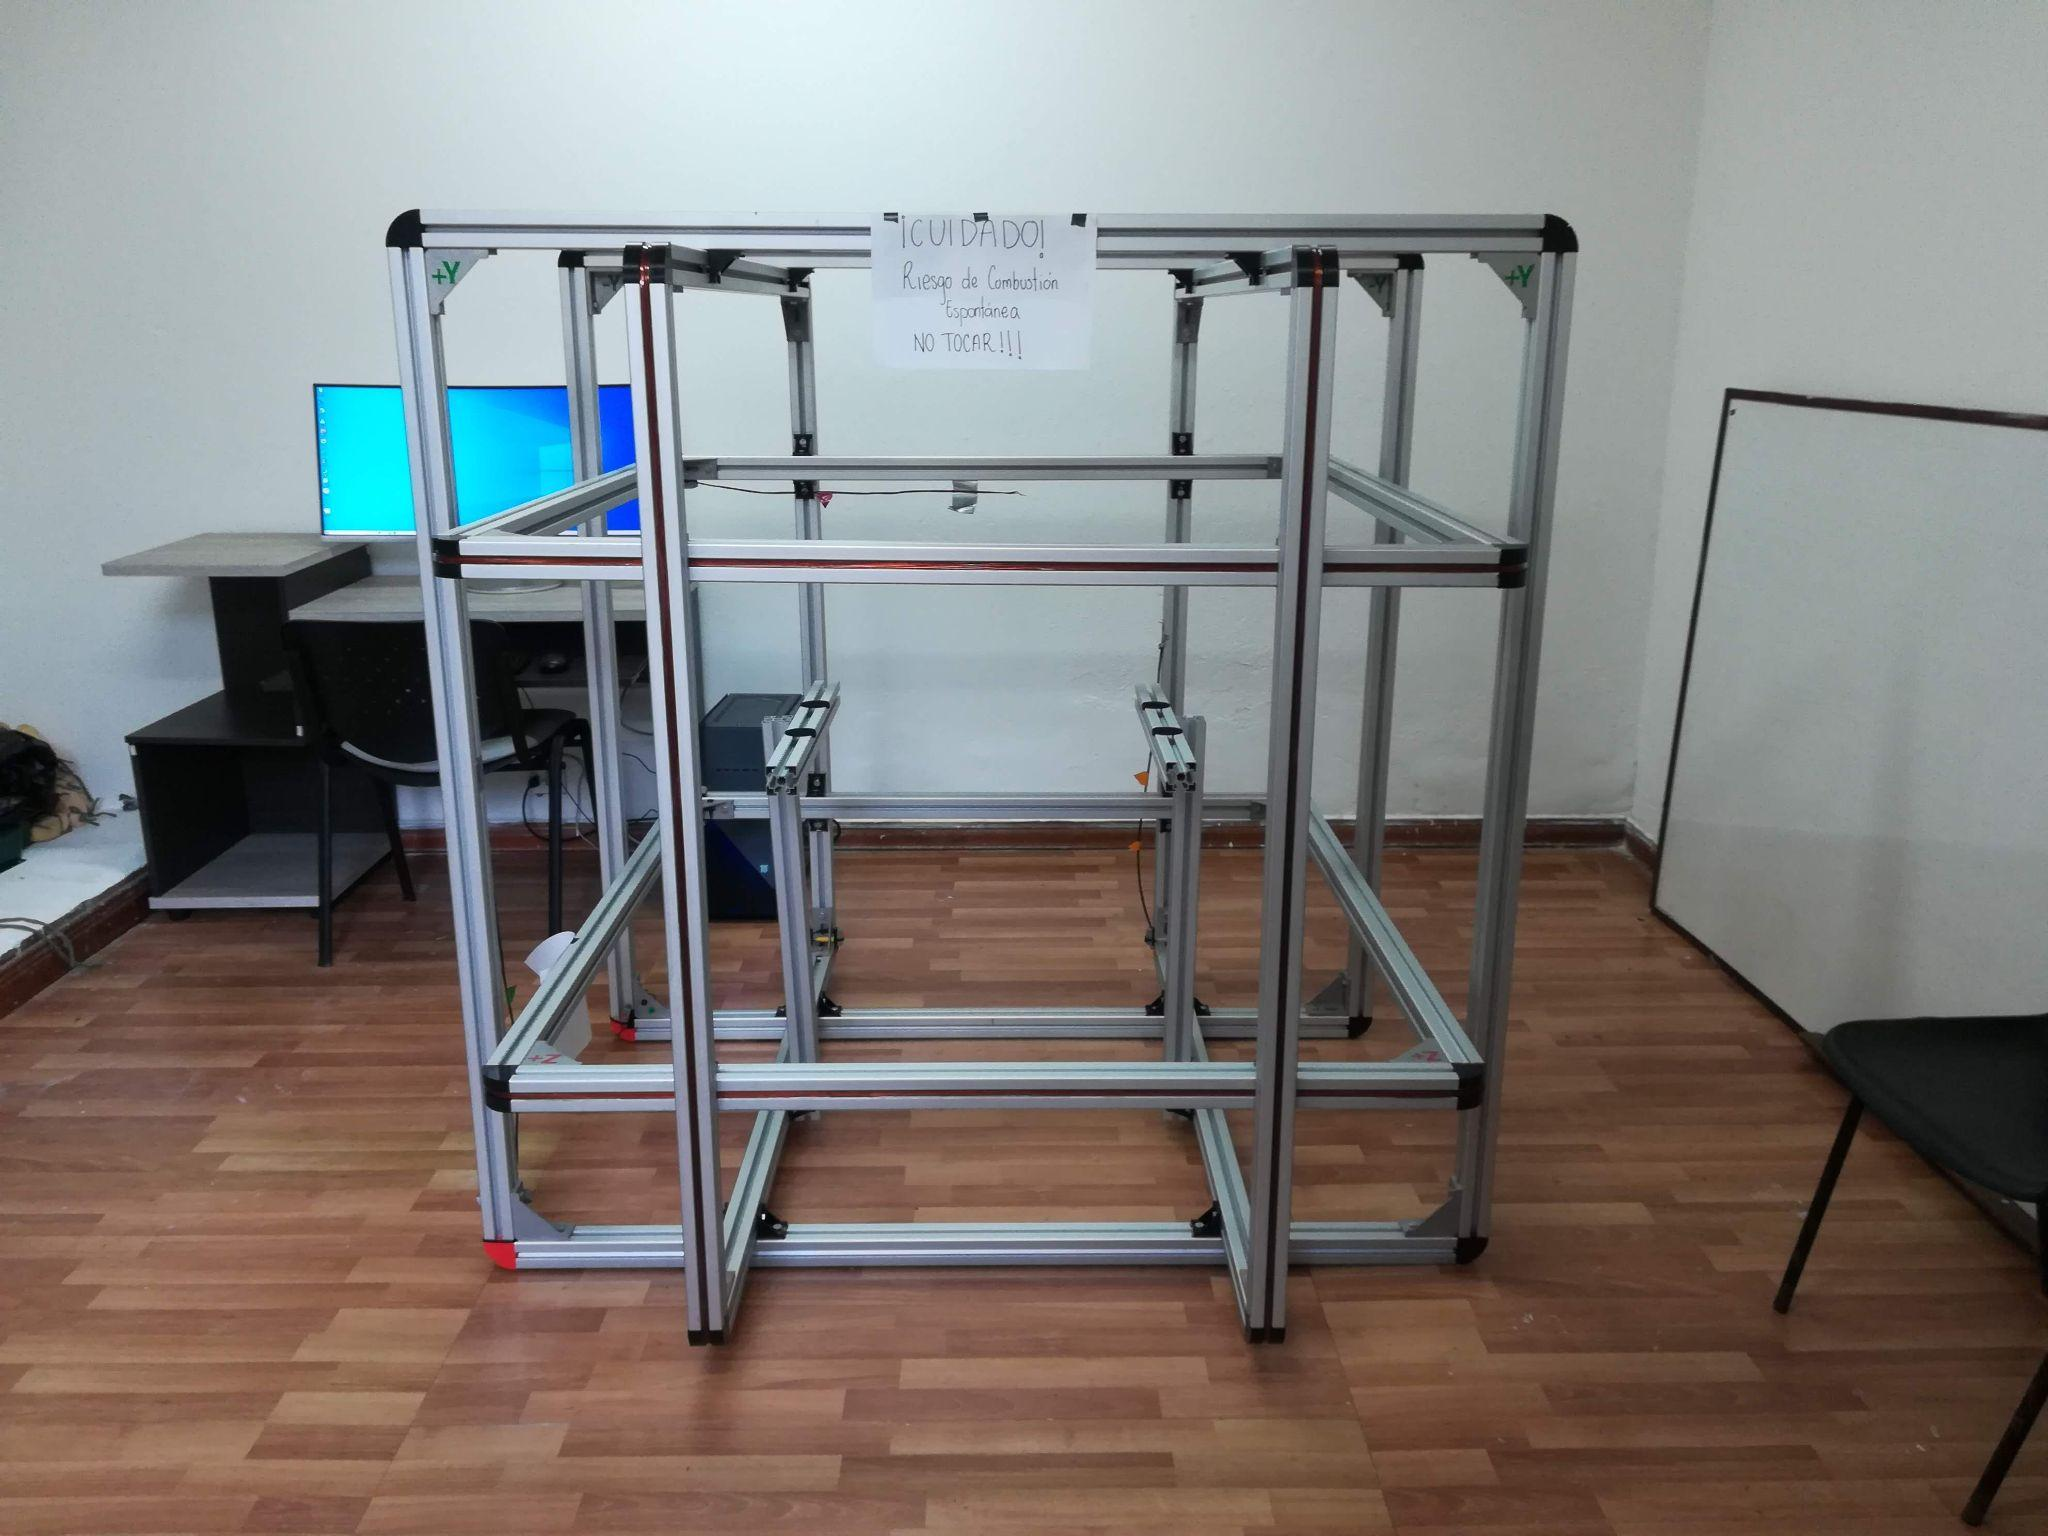 ¡CUIDADO!
Riesgo de Combustión
Espontánea
NO TOCAR!!!
+Y
-Y
-Y
+Y
+Z
+Z